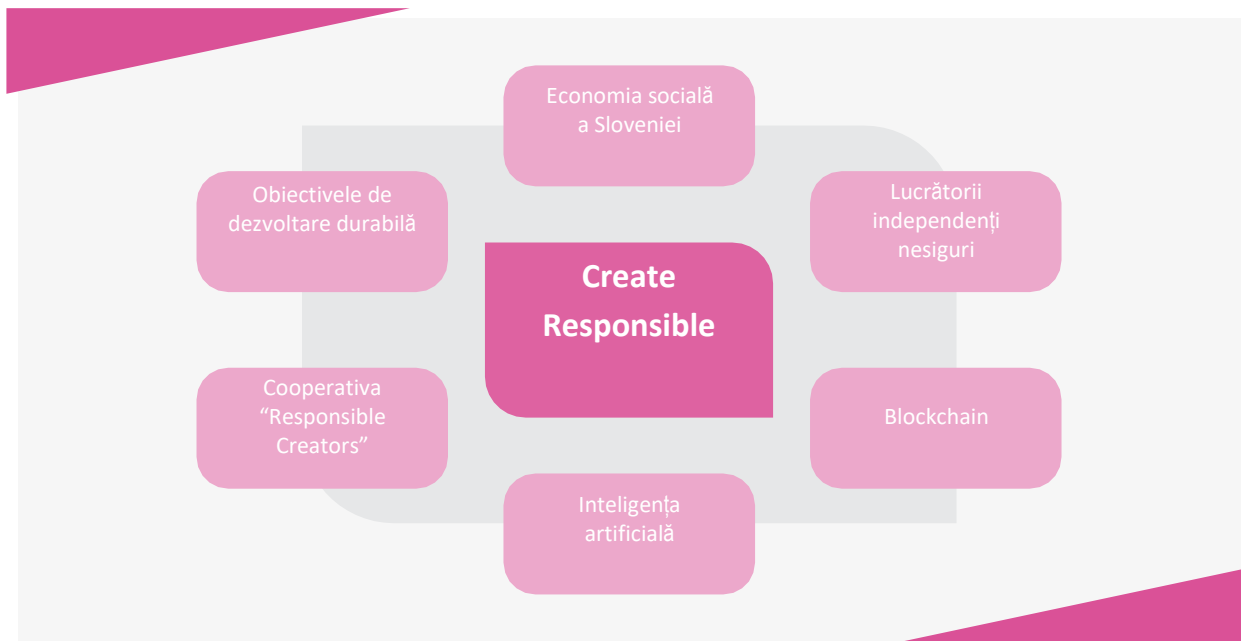 Economia socială
a Sloveniei
Obiectivele de
dezvoltare durabilă
Lucrătorii
independenți
nesiguri
Create
Responsible
Cooperativa
“Responsible
Creators”
Blockchain
Inteligența
artificială